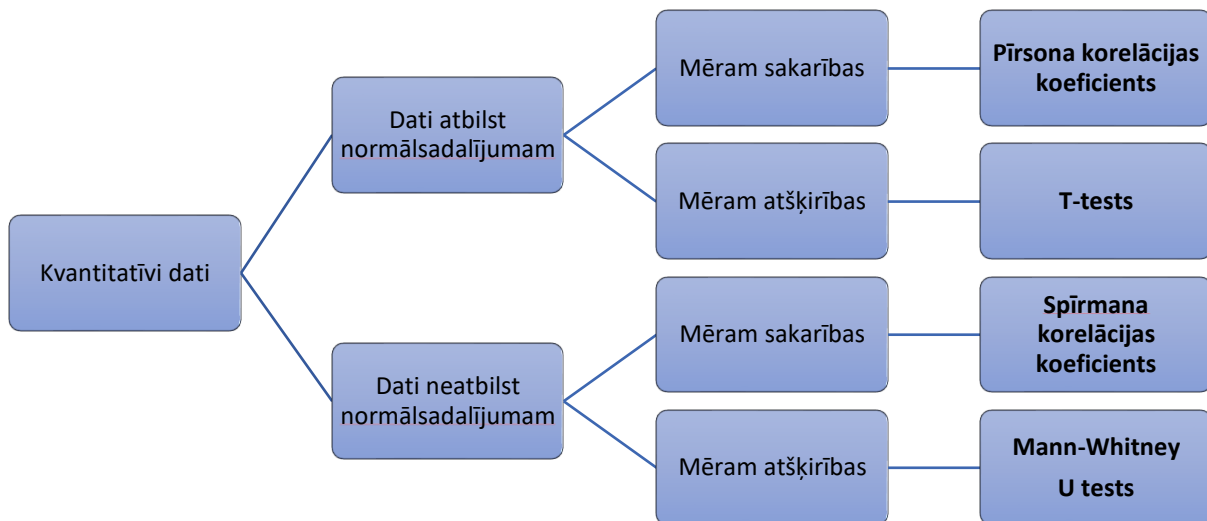 Kvantitatīvi dati
Dati atbilst
normālsadalījumam
Mēram sakarības
Pīrsona korelācijas
koeficients
Mēram atšķirības
T-tests
Dati neatbilst
normālsadalījumam
Mēram sakarības
Spīrmana
korelācijas
koeficients
Mēram atšķirības
Mann-Whitney
U tests